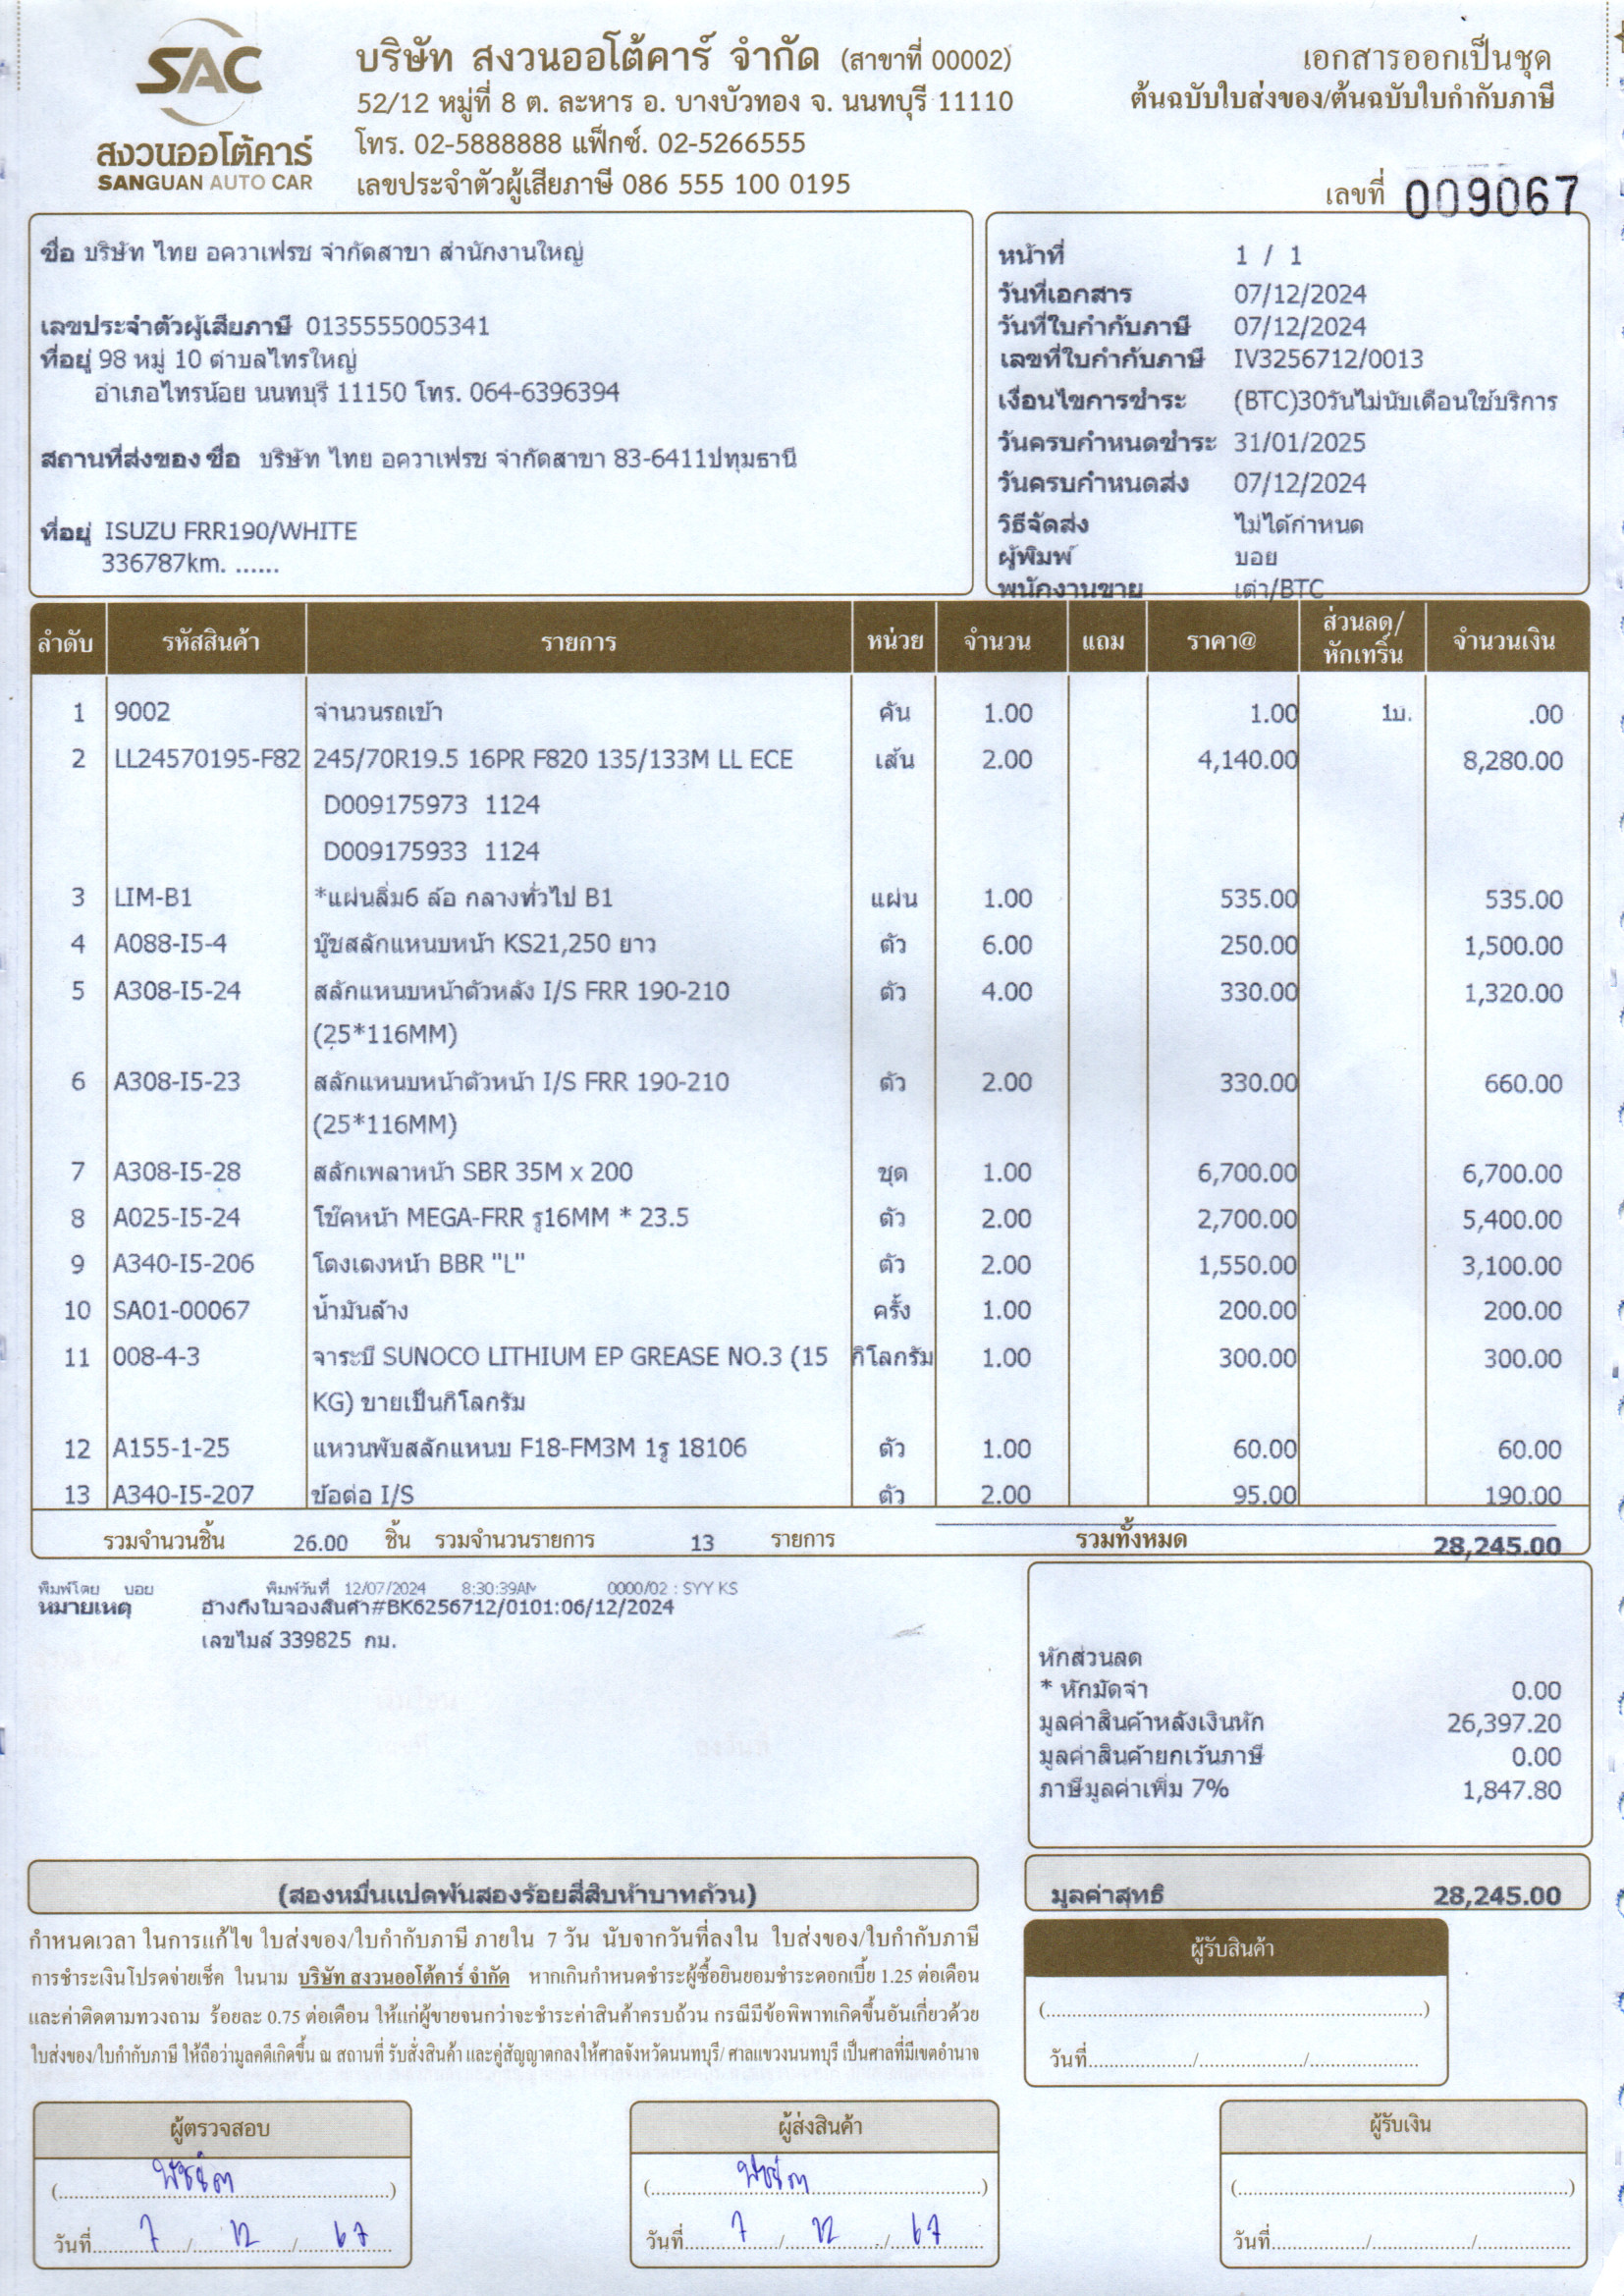 SAC
สงวนออโต้คาร์
SANGUAN AUTO CAR
บริษัท สงวนออโต้คาร์ จำกัด (สาขาที่ 00002)
52/12 หมู่ที่ 8 ต. ละหาร อ. บางบัวทอง จ. นนทบุรี 11110
โทร. 02-5888888 แฟ็กซ์. 02-5266555
เลขประจำตัวผู้เสียภาษี 086 555 100 0195
เอกสารออกเป็นชุด
ต้นฉบับใบส่งของ/ต้นฉบับใบกำกับภาษี
เลขที่ 009067
ชื่อ บริษัท ไทย อควาเฟรช จำกัดสาขา สำนักงานใหญ่
เลขประจำตัวผู้เสียภาษี 0135555005341
ที่อยู่ 98 หมู่ 10 ตำบลไทรใหญ่
อำเภอไทรน้อย นนทบุรี 11150 โทร. 064-6396394
สถานที่ส่งของ ชื่อ บริษัท ไทย อควาเฟรช จำกัดสาขา 83-6411ปทุมธานี
ที่อยู่ ISUZU FRR190/WHITE
336787km. ......
หน้าที่ 1 / 1
วันที่เอกสาร 07/12/2024
วันที่ใบกำกับภาษี 07/12/2024
เลขที่ใบกำกับภาษี IV3256712/0013
เงื่อนไขการชำระ (BTC)30วันไม่นับเดือนใช้บริการ
วันครบกำหนดชำระ 31/01/2025
วันครบกำหนดส่ง 07/12/2024
วิธีจัดส่ง ไม่ได้กำหนด
ผู้พิมพ์ บอย
พนักงานขาย เต่า/BTC
ลำดับ รหัสสินค้า รายการ หน่วย จำนวน แถม ราคา@ ส่วนลด/หักเทริ์น จำนวนเงิน
1 9002 จำนวนรถเข้า คัน 1.00 1.00 1บ. .00
2 LL24570195-F82 245/70R19.5 16PR F820 135/133M LL ECE เส้น 2.00 4,140.00 8,280.00
D009175973 1124
D009175933 1124
3 LIM-B1 *แผ่นลิ่ม6 ล้อ กลางทั่วไป B1 แผ่น 1.00 535.00 535.00
4 A088-I5-4 บู๊ชสลักแหนบหน้า KS21,250 ยาว ตัว 6.00 250.00 1,500.00
5 A308-I5-24 สลักแหนบหน้าตัวหลัง I/S FRR 190-210 ตัว 4.00 330.00 1,320.00
(25*116MM)
6 A308-I5-23 สลักแหนบหน้าตัวหน้า I/S FRR 190-210 ตัว 2.00 330.00 660.00
(25*116MM)
7 A308-I5-28 สลักเพลาหน้า SBR 35M x 200 ชุด 1.00 6,700.00 6,700.00
8 A025-I5-24 โช๊คหน้า MEGA-FRR รู16MM * 23.5 ตัว 2.00 2,700.00 5,400.00
9 A340-I5-206 โตงเตงหน้า BBR "L" ตัว 2.00 1,550.00 3,100.00
10 SA01-00067 น้ำมันล้าง ครั้ง 1.00 200.00 200.00
11 008-4-3 จาระบี SUNOCO LITHIUM EP GREASE NO.3 (15 กิโลกรัม 1.00 300.00 300.00
KG) ขายเป็นกิโลกรัม
12 A155-1-25 แหวนพับสลักแหนบ F18-FM3M 1รู 18106 ตัว 1.00 60.00 60.00
13 A340-I5-207 ข้อต่อ I/S ตัว 2.00 95.00 190.00
รวมจำนวนชิ้น 26.00 ชิ้น รวมจำนวนรายการ 13 รายการ รวมทั้งหมด 28,245.00
พิมพ์โดย บอย พิมพ์วันที่ 12/07/2024 8:30:39AM 0000/02 : SYY KS
หมายเหตุ อ้างถึงใบจองสินค้า#BK6256712/0101:06/12/2024
เลขไมล์ 339825 กม.
หักส่วนลด
* หักมัดจำ 0.00
มูลค่าสินค้าหลังเงินหัก 26,397.20
มูลค่าสินค้ายกเว้นภาษี 0.00
ภาษีมูลค่าเพิ่ม 7% 1,847.80
(สองหมื่นแปดพันสองร้อยสี่สิบห้าบาทถ้วน)
มูลค่าสุทธิ 28,245.00
กำหนดเวลา ในการแก้ไข ใบส่งของ/ใบกำกับภาษี ภายใน 7 วัน นับจากวันที่ลงใน ใบส่งของ/ใบกำกับภาษี
การชำระเงินโปรดจ่ายเช็ค ในนาม บริษัท สงวนออโต้คาร์ จำกัด หากเกินกำหนดชำระผู้ซื้อยินยอมชำระดอกเบี้ย 1.25 ต่อเดือน
และค่าติดตามทวงถาม ร้อยละ 0.75 ต่อเดือน ให้แก่ผู้ขายจนกว่าจะชำระค่าสินค้าครบถ้วน กรณีมีข้อพิพาทเกิดขึ้นอันเกี่ยวด้วย
ใบส่งของ/ใบกำกับภาษี ให้ถือว่ามูลคดีเกิดขึ้น ณ สถานที่ รับสั่งสินค้า และคู่สัญญาตกลงให้ศาลจังหวัดนนทบุรี/ ศาลแขวงนนทบุรี เป็นศาลที่มีเขตอำนาจ
ผู้รับสินค้า
(....................)
วันที่........../........../..........
ผู้ตรวจสอบ
วันที่ 7 / 12 / 67
ผู้ส่งสินค้า
วันที่ 7 / 12 / 67
ผู้รับเงิน
(....................)
วันที่........../........../..........